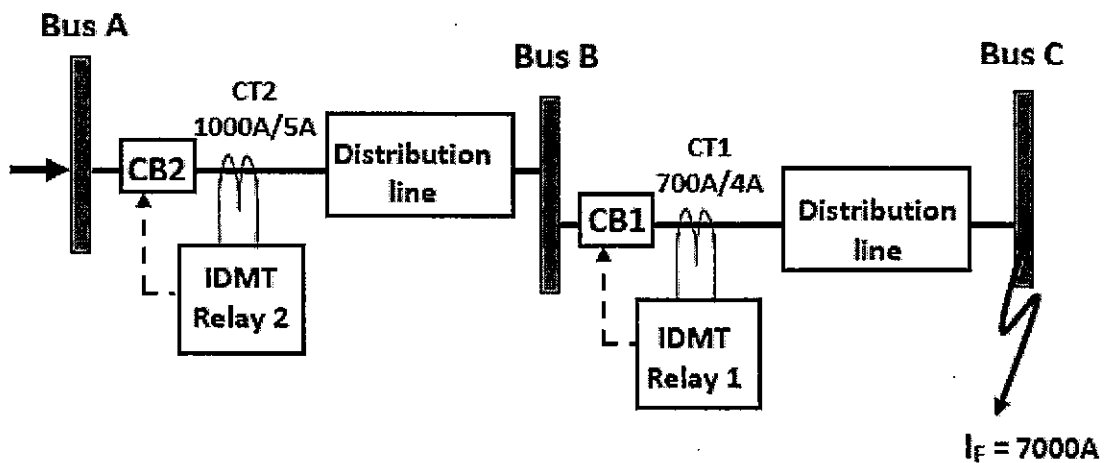 Bus A
Bus B
Bus C
CT2
1000A/5A
CB2
Distribution
line
CT1
700A/4A
CB1
Distribution
line
IDMT
Relay 2
IDMT
Relay 1
I_F = 7000A